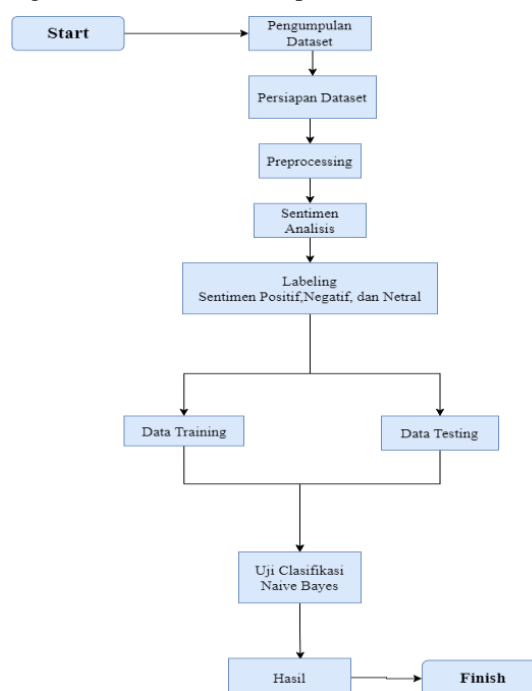 Start
Pengumpulan
Dataset
Persiapan Dataset
Preprocessing
Sentimen
Analisis
Labeling
Sentimen Positif,Negatif, dan Netral
Data Training
Data Testing
Uji Clasifikasi
Naive Bayes
Hasil
Finish